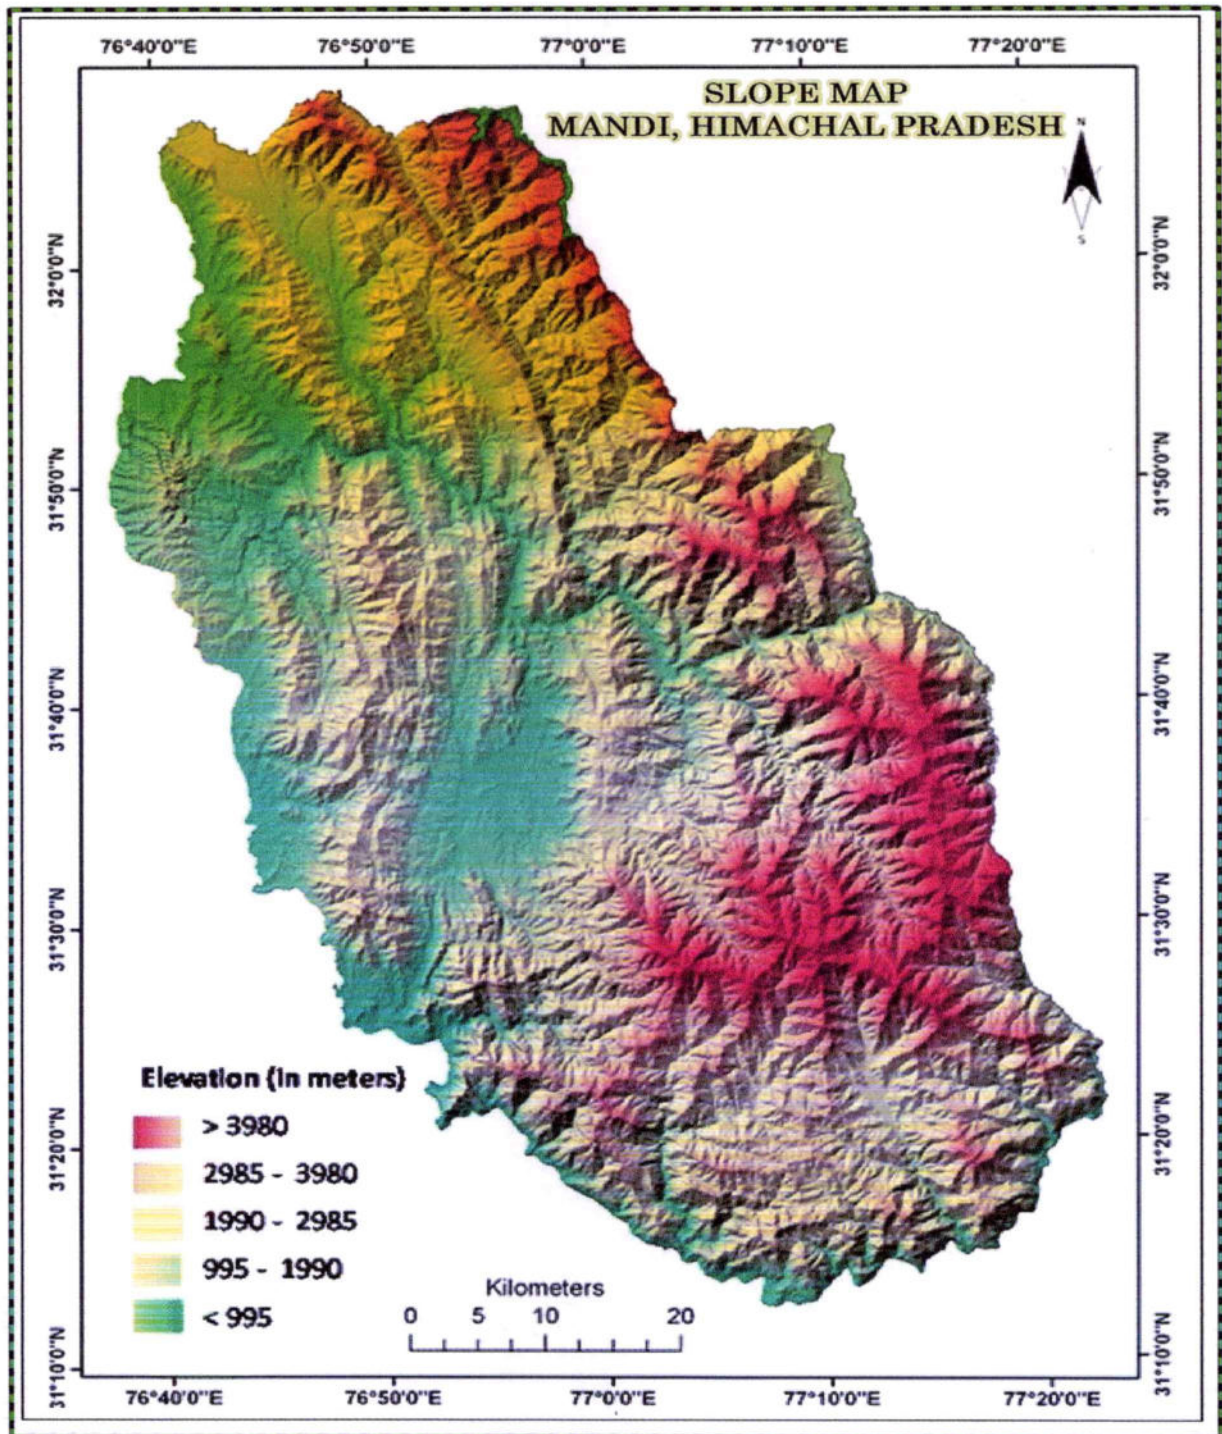 76°40'0"E 76°50'0"E 77°0'0"E 77°10'0"E 77°20'0"E
SLOPE MAP
MANDI, HIMACHAL PRADESH
N
S
32°0'0"N 32°0'0"N
31°50'0"N 31°50'0"N
31°40'0"N 31°40'0"N
31°30'0"N 31°30'0"N
31°20'0"N 31°20'0"N
31°10'0"N 31°10'0"N
Elevation (in meters)
> 3980
2985 - 3980
1990 - 2985
995 - 1990
< 995
Kilometers
0 5 10 20
76°40'0"E 76°50'0"E 77°0'0"E 77°10'0"E 77°20'0"E